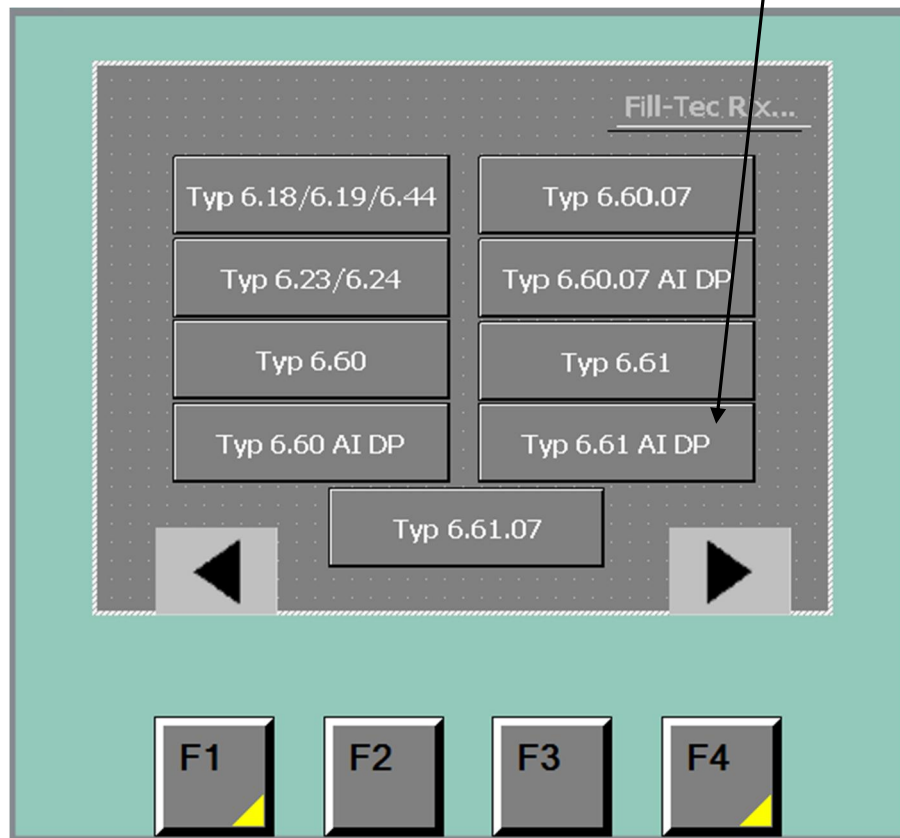 Fill-Tec Rix...
Typ 6.18/6.19/6.44
Typ 6.60.07
Typ 6.23/6.24
Typ 6.60.07 AI DP
Typ 6.60
Typ 6.61
Typ 6.60 AI DP
Typ 6.61 AI DP
Typ 6.61.07
F1
F2
F3
F4